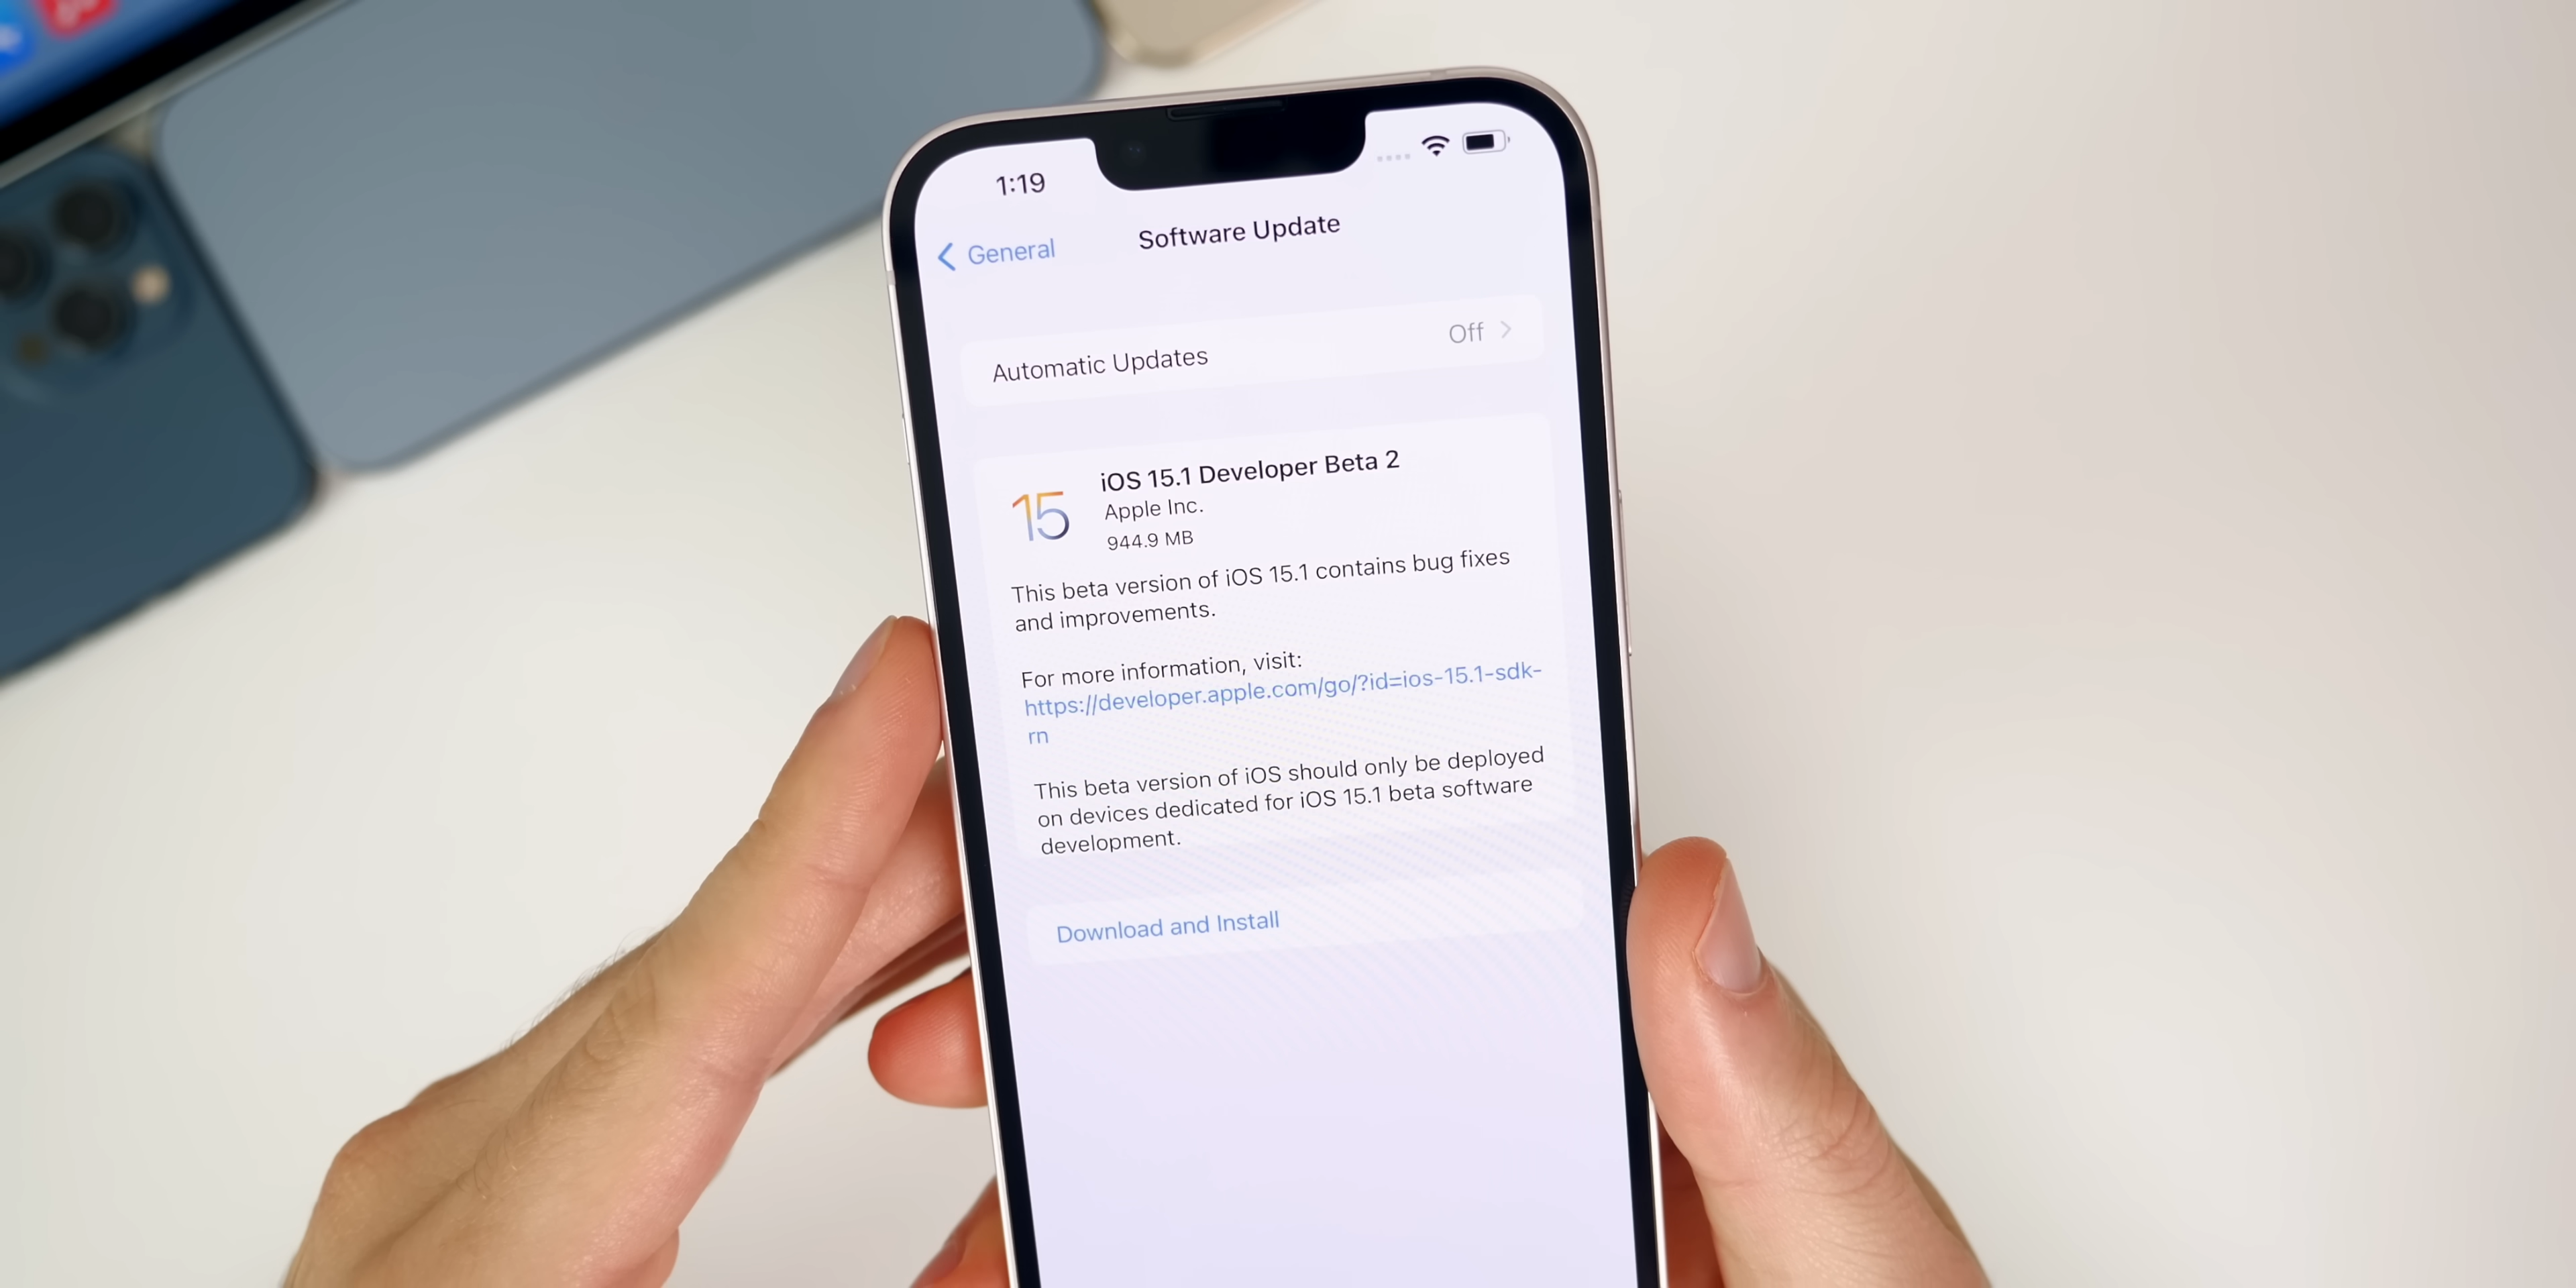 1:19
General
Software Update
Automatic Updates
Off
15
iOS 15.1 Developer Beta 2
Apple Inc.
944.9 MB
This beta version of iOS 15.1 contains bug fixes
and improvements.
For more information, visit:
https://developer.apple.com/go/?id=ios-15.1-sdk-
rn
This beta version of iOS should only be deployed
on devices dedicated for iOS 15.1 beta software
development.
Download and Install